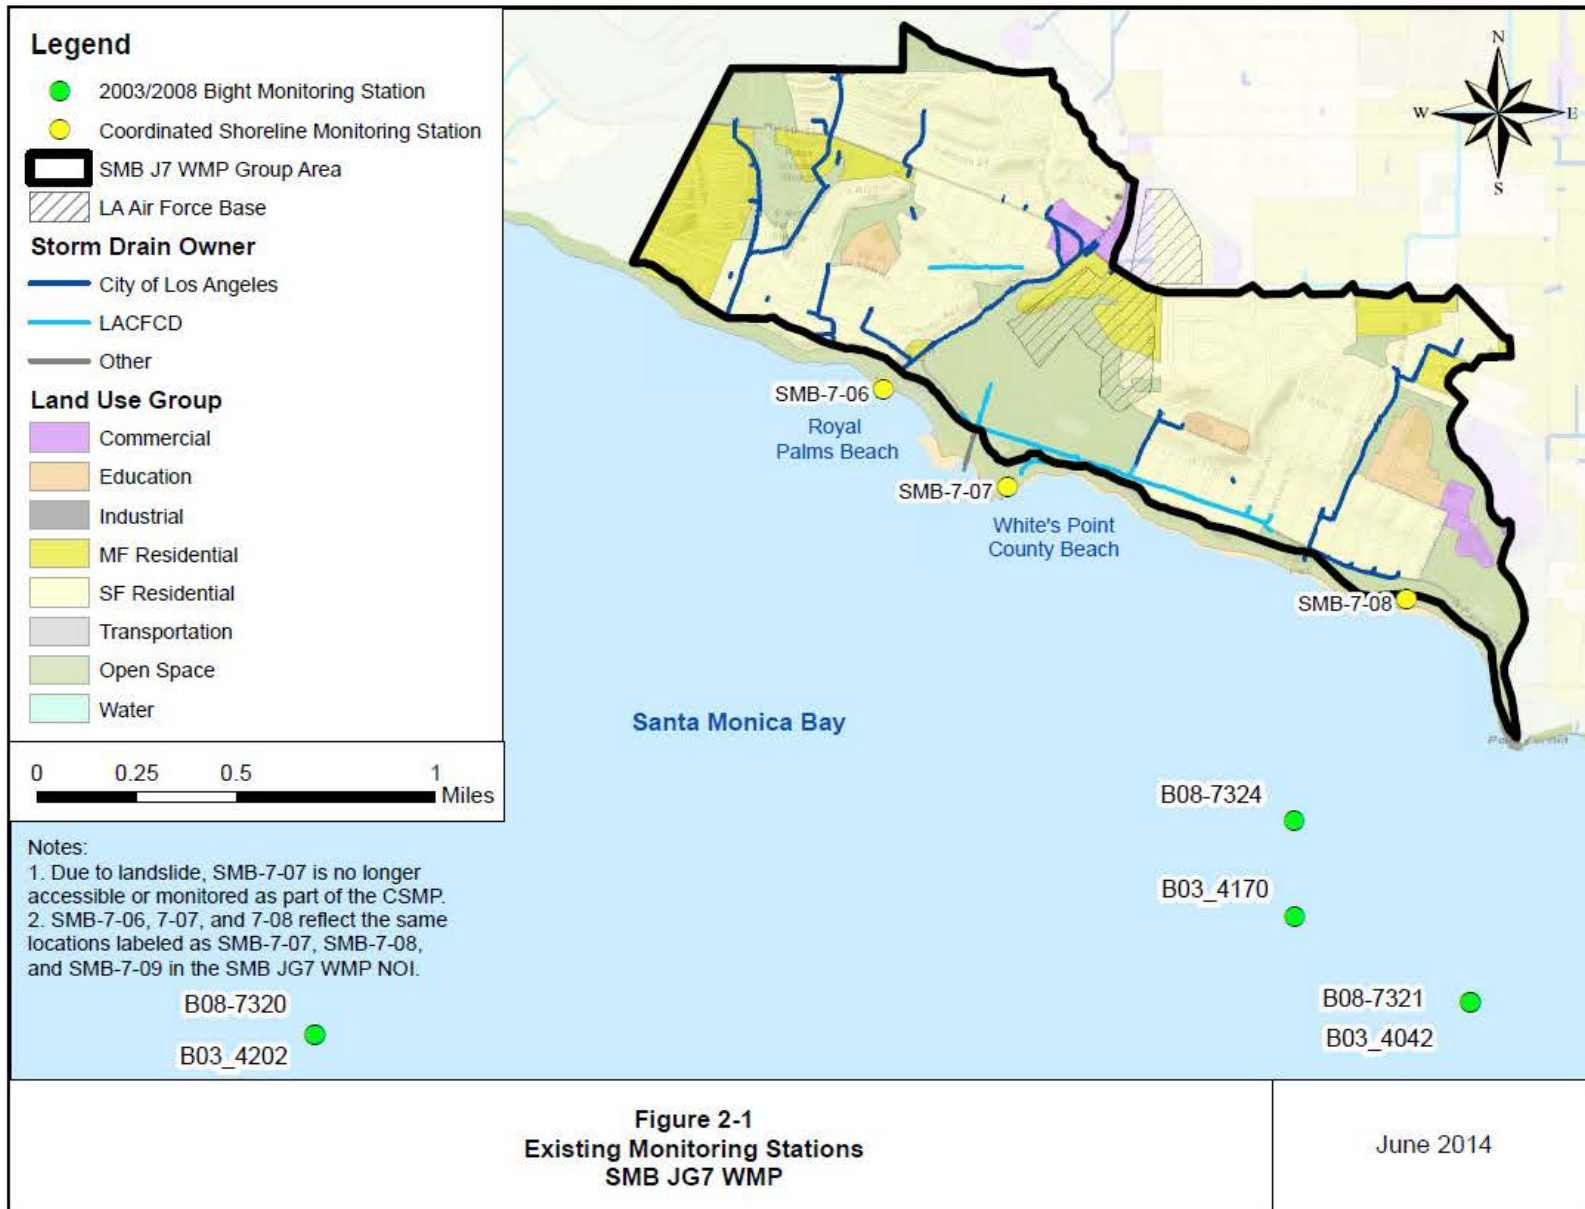 Legend
2003/2008 Bight Monitoring Station
Coordinated Shoreline Monitoring Station
SMB J7 WMP Group Area
LA Air Force Base
Storm Drain Owner
City of Los Angeles
LACFCD
Other
Land Use Group
Commercial
Education
Industrial
MF Residential
SF Residential
Transportation
Open Space
Water
0 0.25 0.5 1
Miles
Notes:
1. Due to landslide, SMB-7-07 is no longer
accessible or monitored as part of the CSMP.
2. SMB-7-06, 7-07, and 7-08 reflect the same
locations labeled as SMB-7-07, SMB-7-08,
and SMB-7-09 in the SMB JG7 WMP NOI.
N
W E
S
SMB-7-06
Royal
Palms Beach
SMB-7-07
White's Point
County Beach
SMB-7-08
Santa Monica Bay
B08-7324
B03_4170
B08-7321
B03_4042
B08-7320
B03_4202
Figure 2-1
Existing Monitoring Stations
SMB JG7 WMP
June 2014